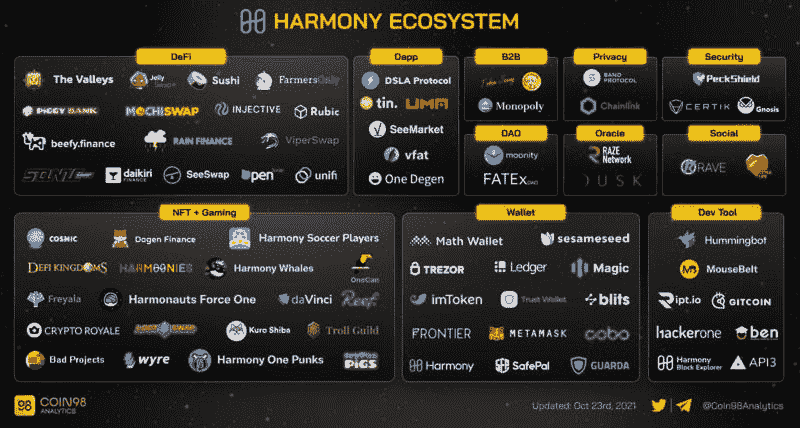 HARMONY ECOSYSTEM
DeFi
The Valleys Jelly Swap Sushi FarmersOnly
PIGGY BANK MOCHISWAP INJECTIVE Rubic
beefy.finance RAIN FINANCE ViperSwap
SONIC daikiri FINANCE SeeSwap Open unifi
Dapp
DSLA Protocol
tin. UMA
SeeMarket
vfat
One Degen
B2B
Monopoly
Privacy
BAND PROTOCOL
Chainlink
Security
PeckShield
CERTIK Gnosis
DAO
moonity
FATEx DAO
Oracle
RAZE Network
DUSK
Social
RAVE
NFT + Gaming
COSMIC Dogen Finance Harmony Soccer Players
DEFI KINGDOMS HARMOONIES Harmony Whales OneCan
Freyala Harmonauts Force One daVinci Reef.
CRYPTO ROYALE Kuro Shiba Troll Guild
Bad Projects wyre Harmony One Punks PIGS
Wallet
Math Wallet sesameseed
TREZOR Ledger Magic
imToken Trust Wallet blits
FRONTIER METAMASK cobo
Harmony SafePal GUARDA
Dev Tool
Hummingbot
MouseBelt
Ript.io GITCOIN
hackerone ben
Harmony Block Explorer API3
98 COIN98 ANALYTICS
Updated: Oct 23rd, 2021 @Coin98Analytics